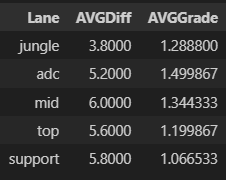 Lane AVGDiff AVGGrade
jungle 3.8000 1.288800
adc 5.2000 1.499867
mid 6.0000 1.344333
top 5.6000 1.199867
support 5.8000 1.066533